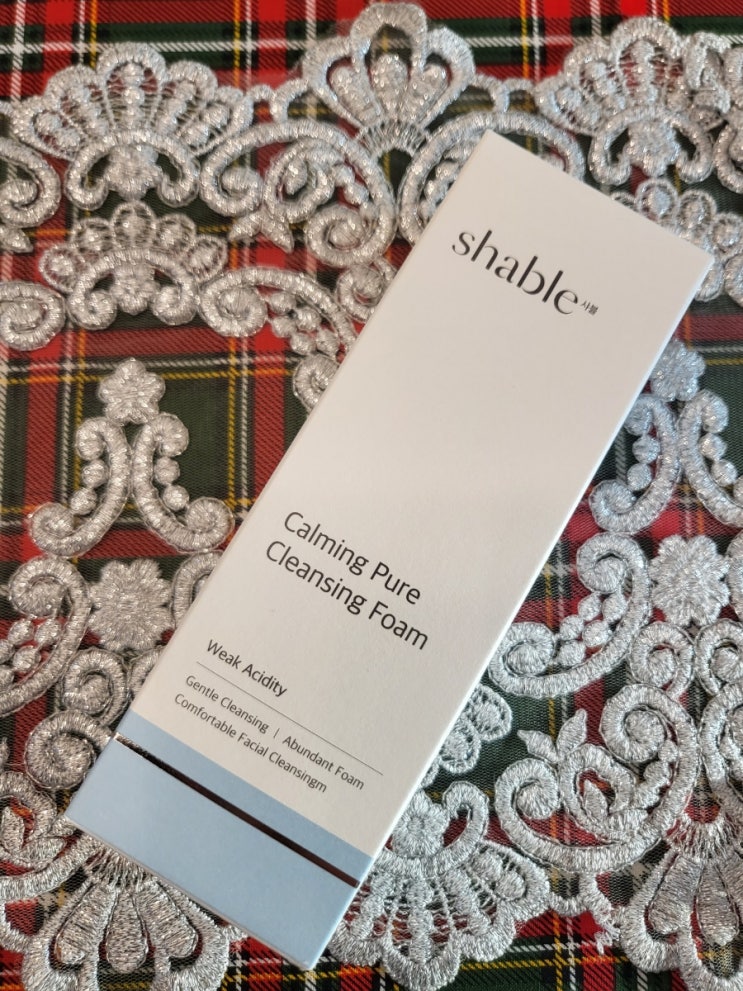 shable 샤블
Calming Pure
Cleansing Foam
Weak Acidity
Gentle Cleansing | Abundant Foam
Comfortable Facial Cleansingm